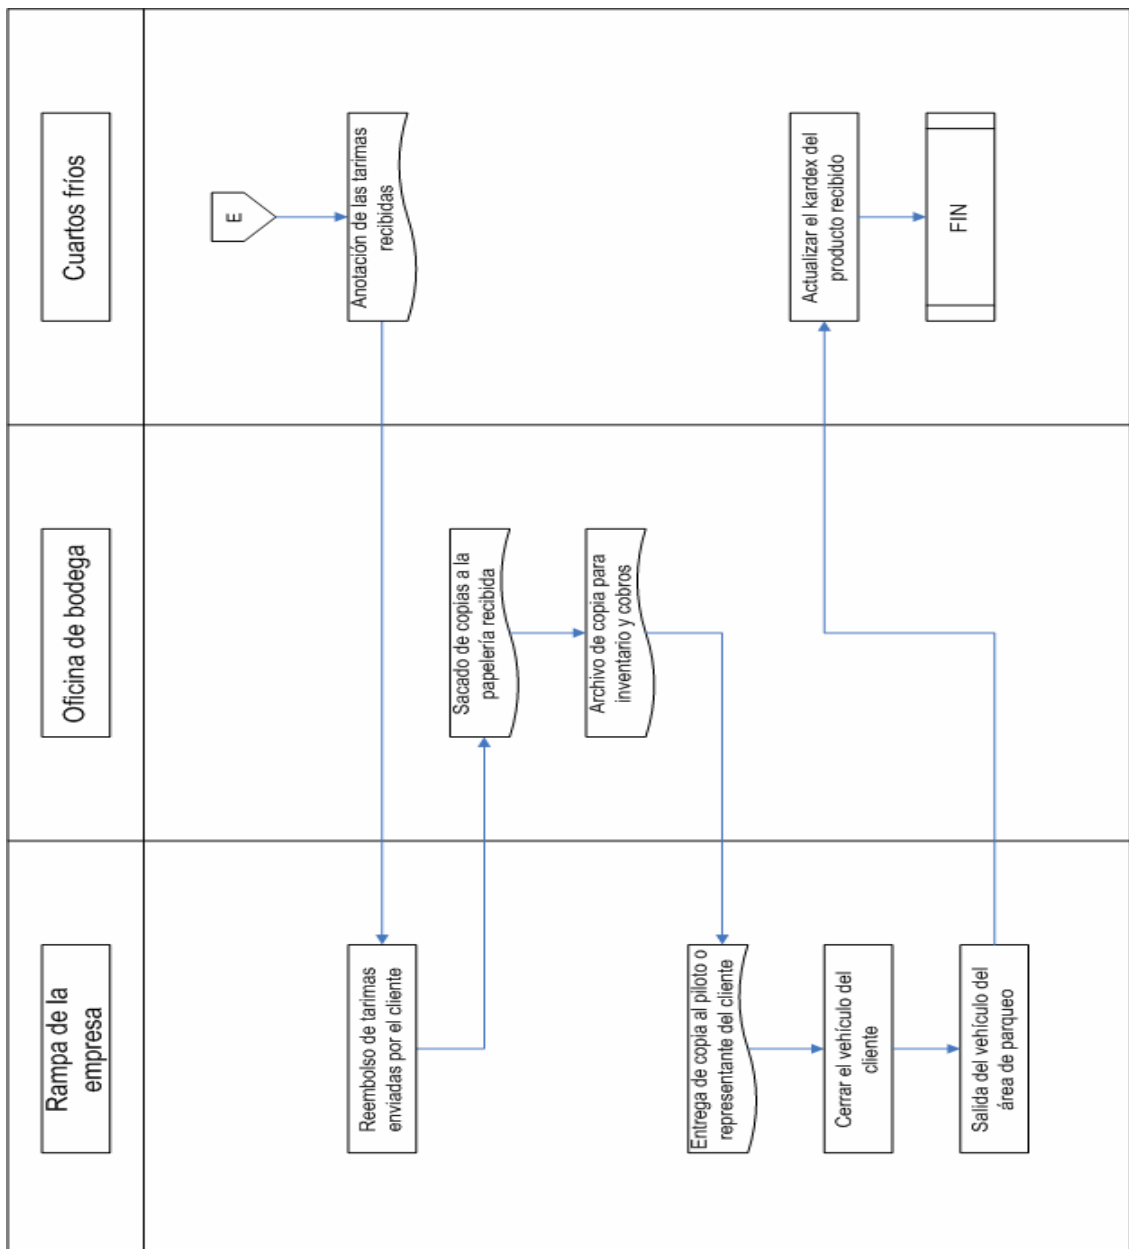 Rampa de la
empresa
Oficina de bodega
Cuartos fríos
E
Anotación de las tarimas
recibidas
Reembolso de tarimas
enviadas por el cliente
Sacado de copias a la
papelería recibida
Archivo de copia para
inventario y cobros
Entrega de copia al piloto o
representante del cliente
Cerrar el vehículo del
cliente
Salida del vehículo del
área de parqueo
Actualizar el kardex del
producto recibido
FIN